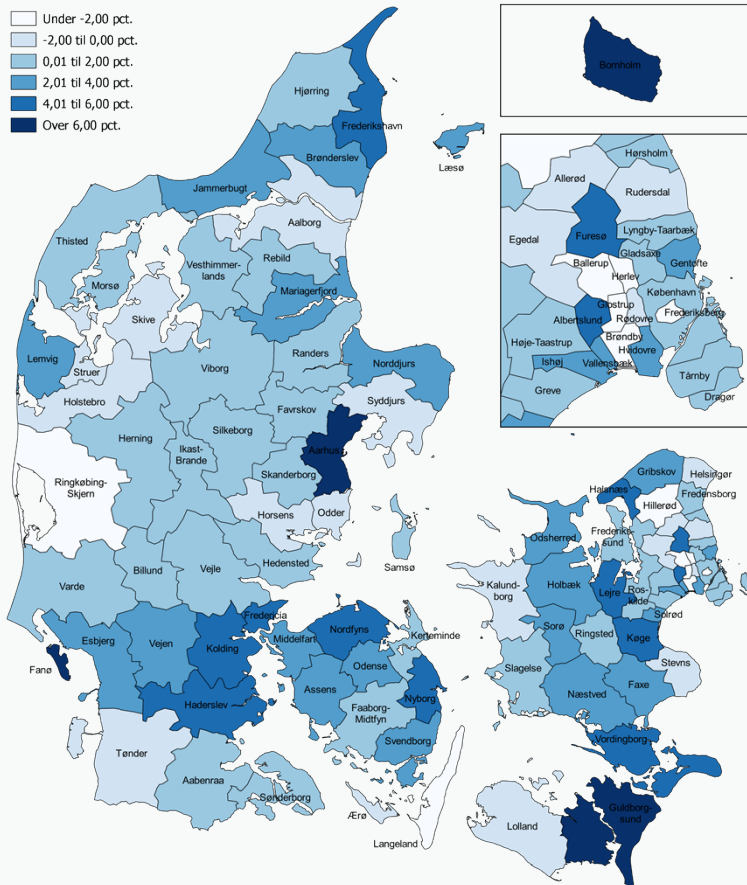 Under -2,00 pct.
-2,00 til 0,00 pct.
0,01 til 2,00 pct.
2,01 til 4,00 pct.
4,01 til 6,00 pct.
Over 6,00 pct.
Bornholm
Hjørring
Frederikshavn
Brønderslev
Læsø
Jammerbugt
Aalborg
Thisted
Vesthimmer-
lands
Rebild
Morsø
Mariagerfjord
Skive
Lemvig
Struer
Viborg
Randers
Norddjurs
Holstebro
Favrskov
Syddjurs
Herning
Silkeborg
Ikast-
Brande
Aarhus
Skanderborg
Ringkøbing-
Skjern
Horsens
Odder
Samsø
Hedensted
Billund
Vejle
Varde
Esbjerg
Vejen
Kolding
Fredericia
Fanø
Haderslev
Tønder
Aabenraa
Sønderborg
Middelfart
Nordfyns
Kerteminde
Odense
Assens
Nyborg
Faaborg-
Midtfyn
Svendborg
Ærø
Langeland
Hørsholm
Allerød
Rudersdal
Furesø
Lyngby-Taarbæk
Egedal
Gladsaxe
Gentofte
Ballerup
Herlev
København
Glostrup
Frederiksberg
Albertslund
Rødovre
Brøndby
Høje-Taastrup
Hvidovre
Ishøj
Vallensbæk
Tårnby
Greve
Dragør
Gribskov
Helsingør
Halsnæs
Hillerød
Fredensborg
Frederiks-
sund
Odsherred
Kalund-
borg
Holbæk
Lejre
Ros-
kilde
Solrød
Sorø
Ringsted
Køge
Slagelse
Stevns
Næstved
Faxe
Vordingborg
Lolland
Guldborg-
sund